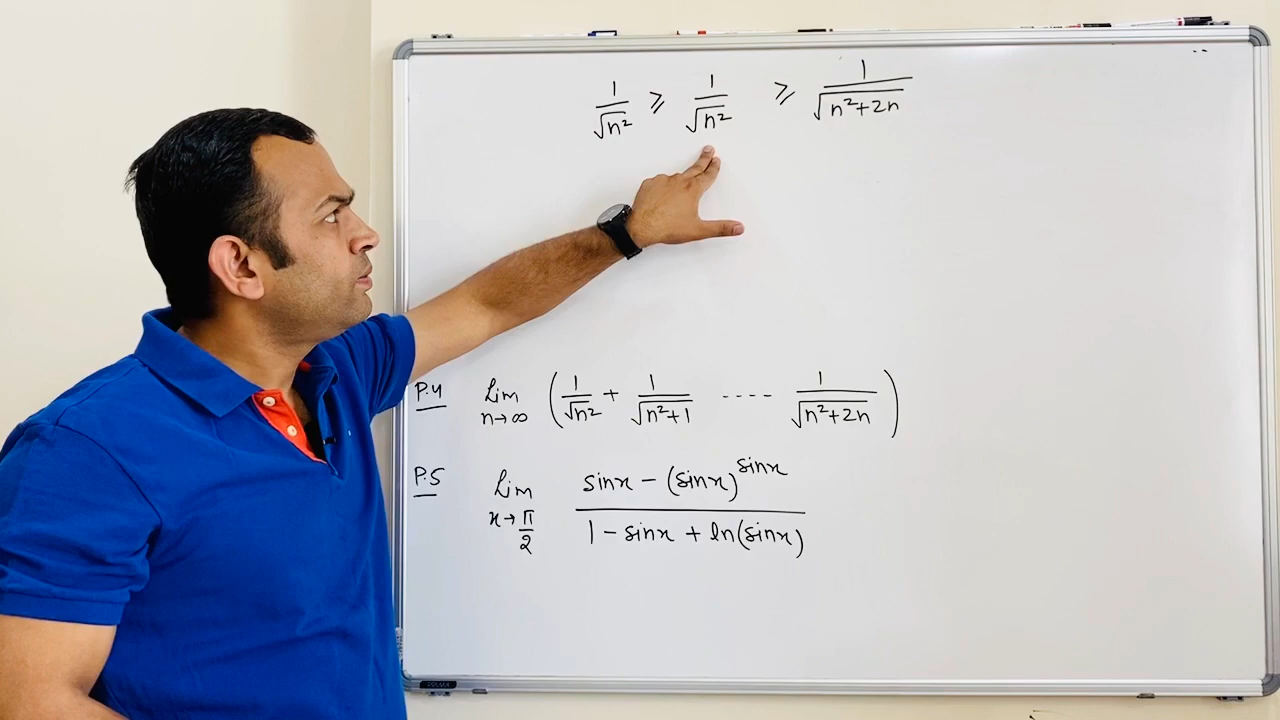 1/√n² ⩾ 1/√n² ⩾ 1/√(n²+2n)
P.4 Lim n→∞ (1/√n² + 1/√(n²+1) ---- 1/√(n²+2n))
P.5 Lim x→π/2 (sinx − (sinx)^sinx)/(1 − sinx + ln(sinx))